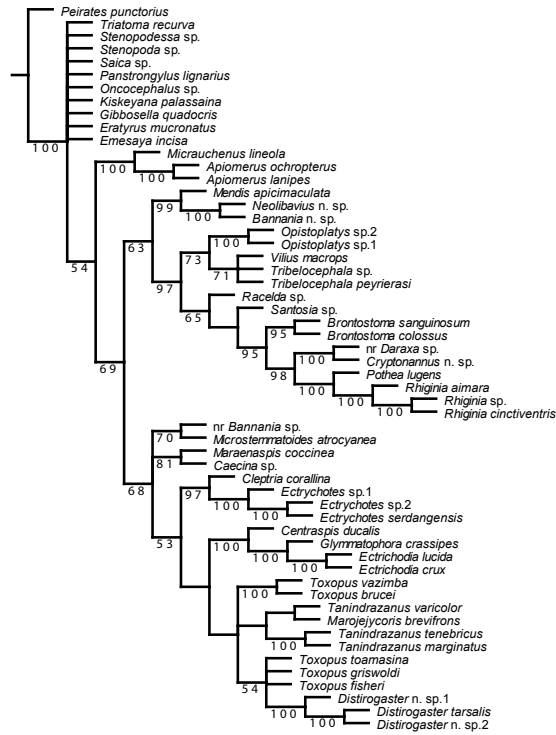 Peirates punctorius
Triatoma recurva
Stenopodessa sp.
Stenopoda sp.
Saica sp.
Panstrongylus lignarius
Oncocephalus sp.
Kiskeyana palassaina
Gibbosella quadocris
Eratyrus mucronatus
Emesaya incisa
100
Micrauchenus lineola
100
Apiomerus ochropterus
100
Apiomerus lanipes
Mendis apicimaculata
99
Neolibavius n. sp.
100
Bannania n. sp.
63
Opistoplatys sp.2
100
Opistoplatys sp.1
73
Vilius macrops
54
Tribelocephala sp.
71
Tribelocephala peyrierasi
97
Racelda sp.
65
Santosia sp.
Brontostoma sanguinosum
95
Brontostoma colossus
95
nr Daraxa sp.
100
Cryptonannus n. sp.
69
98
Pothea lugens
100
Rhiginia aimara
100
Rhiginia sp.
100
Rhiginia cinctiventris
nr Bannania sp.
70
Microstemmatoides atrocyanea
Maraenaspis coccinea
81
Caecina sp.
68
Cleptria corallina
97
Ectrychotes sp.1
100
Ectrychotes sp.2
100
Ectrychotes serdangensis
53
Centraspis ducalis
100
Glymmatophora crassipes
100
Ectrichodia lucida
100
Ectrichodia crux
Toxopus vazimba
100
Toxopus brucei
Tanindrazanus varicolor
Marojejycoris brevifrons
Tanindrazanus tenebricus
100
Tanindrazanus marginatus
Toxopus toamasina
54
Toxopus griswoldi
Toxopus fisheri
Distirogaster n. sp.1
100
Distirogaster tarsalis
100
Distirogaster n. sp.2